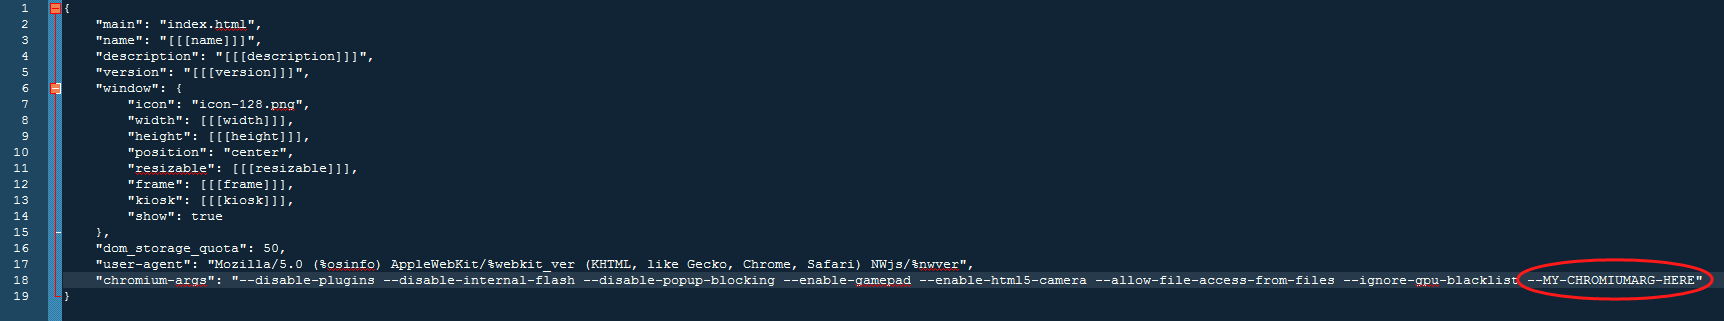 1 {
2 "main": "index.html",
3 "name": "[[[name]]]",
4 "description": "[[[description]]]",
5 "version": "[[[version]]]",
6 "window": {
7 "icon": "icon-128.png",
8 "width": [[[width]]],
9 "height": [[[height]]],
10 "position": "center",
11 "resizable": [[[resizable]]],
12 "frame": [[[frame]]],
13 "kiosk": [[[kiosk]]],
14 "show": true
15 },
16 "dom_storage_quota": 50,
17 "user-agent": "Mozilla/5.0 (%osinfo) AppleWebKit/%webkit_ver (KHTML, like Gecko, Chrome, Safari) NWjs/%nwver",
18 "chromium-args": "--disable-plugins --disable-internal-flash --disable-popup-blocking --enable-gamepad --enable-html5-camera --allow-file-access-from-files --ignore-gpu-blacklist --MY-CHROMIUMARG-HERE"
19 }